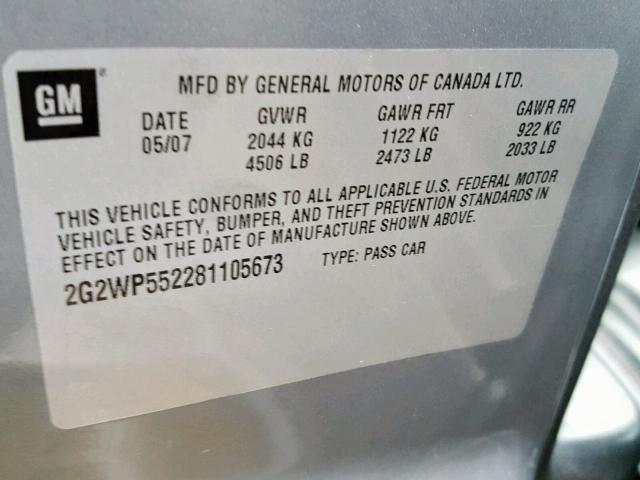 GM
MFD BY GENERAL MOTORS OF CANADA LTD.
DATE GVWR GAWR FRT GAWR RR
05/07 2044 KG 1122 KG 922 KG
4506 LB 2473 LB 2033 LB
THIS VEHICLE CONFORMS TO ALL APPLICABLE U.S. FEDERAL MOTOR
VEHICLE SAFETY, BUMPER, AND THEFT PREVENTION STANDARDS IN
EFFECT ON THE DATE OF MANUFACTURE SHOWN ABOVE.
2G2WP552281105673 TYPE: PASS CAR